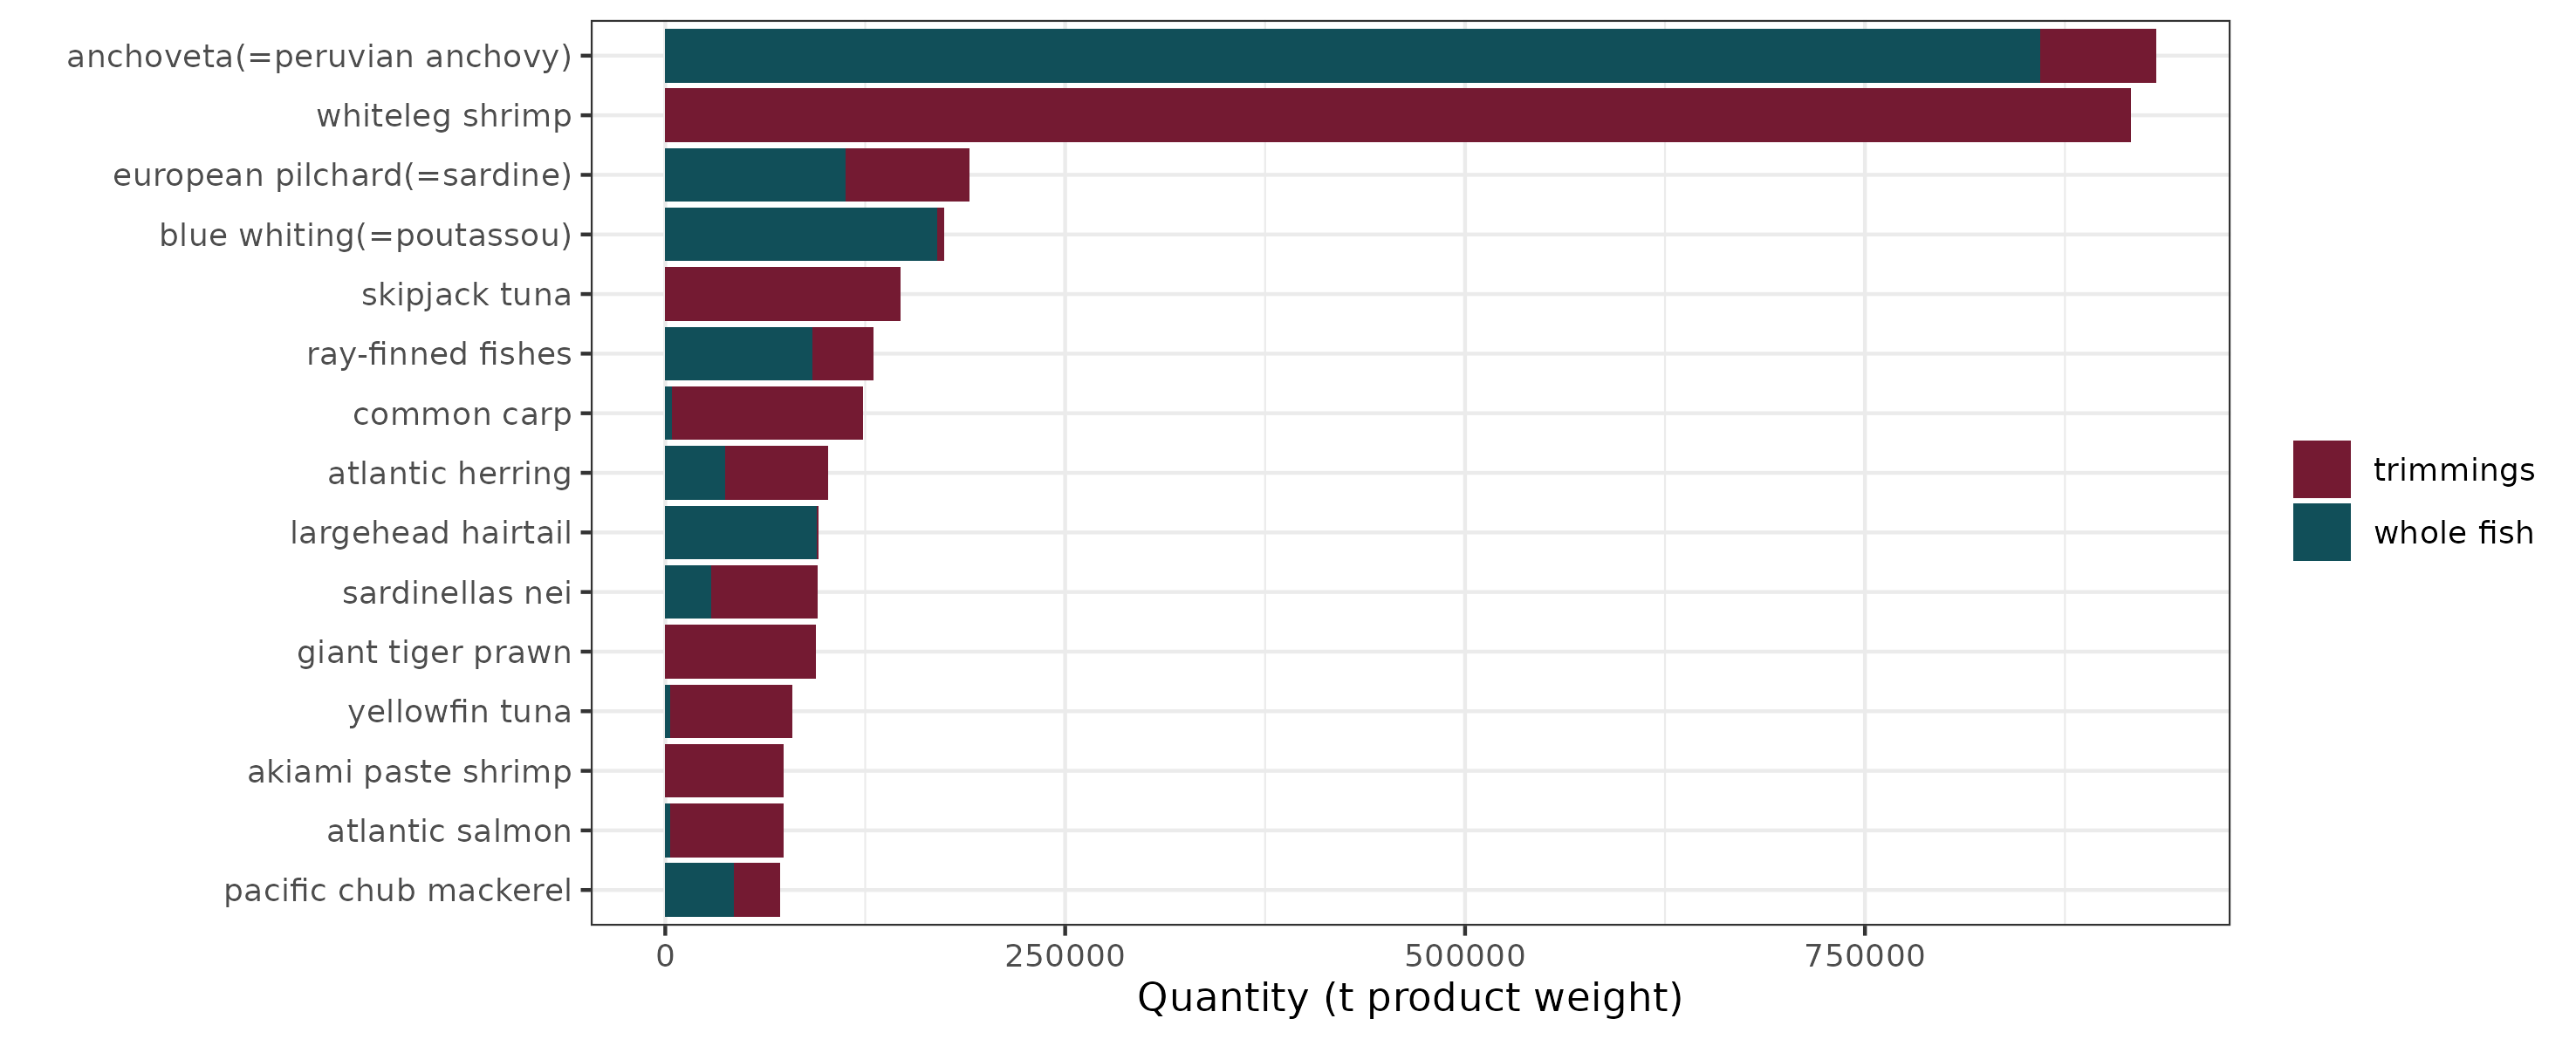 anchoveta(=peruvian anchovy)
whiteleg shrimp
european pilchard(=sardine)
blue whiting(=poutassou)
skipjack tuna
ray-finned fishes
common carp
atlantic herring
largehead hairtail
sardinellas nei
giant tiger prawn
yellowfin tuna
akiami paste shrimp
atlantic salmon
pacific chub mackerel
0 250000 500000 750000
Quantity (t product weight)
trimmings
whole fish